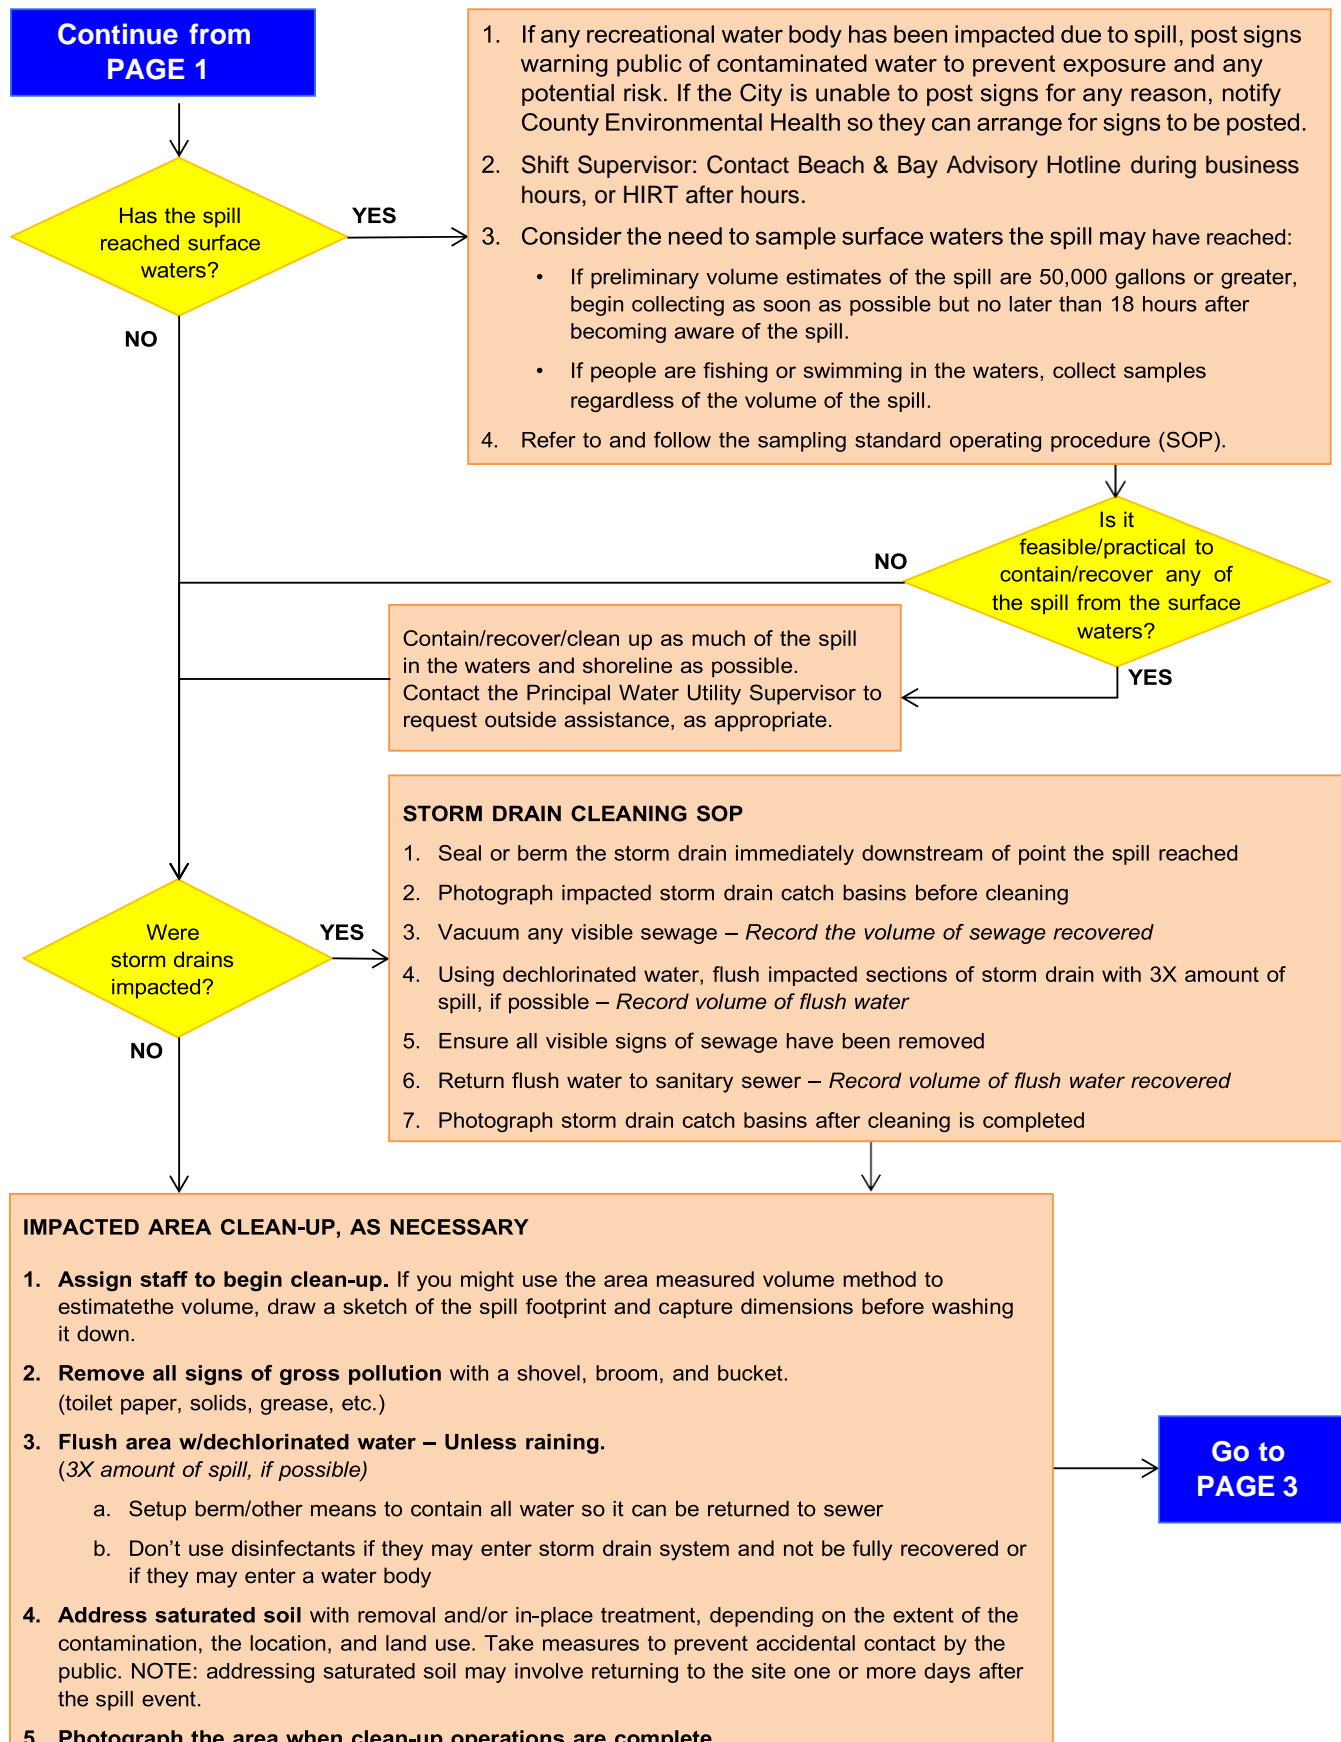 Continue from
PAGE 1
1. If any recreational water body has been impacted due to spill, post signs
warning public of contaminated water to prevent exposure and any
potential risk. If the City is unable to post signs for any reason, notify
County Environmental Health so they can arrange for signs to be posted.
2. Shift Supervisor: Contact Beach & Bay Advisory Hotline during business
hours, or HIRT after hours.
3. Consider the need to sample surface waters the spill may have reached:
• If preliminary volume estimates of the spill are 50,000 gallons or greater,
begin collecting as soon as possible but no later than 18 hours after
becoming aware of the spill.
• If people are fishing or swimming in the waters, collect samples
regardless of the volume of the spill.
4. Refer to and follow the sampling standard operating procedure (SOP).
Has the spill
reached surface
waters?
YES
NO
Is it
feasible/practical to
contain/recover any of
the spill from the surface
waters?
NO
YES
Contain/recover/clean up as much of the spill
in the waters and shoreline as possible.
Contact the Principal Water Utility Supervisor to
request outside assistance, as appropriate.
Were
storm drains
impacted?
YES
NO
STORM DRAIN CLEANING SOP
1. Seal or berm the storm drain immediately downstream of point the spill reached
2. Photograph impacted storm drain catch basins before cleaning
3. Vacuum any visible sewage – Record the volume of sewage recovered
4. Using dechlorinated water, flush impacted sections of storm drain with 3X amount of
spill, if possible – Record volume of flush water
5. Ensure all visible signs of sewage have been removed
6. Return flush water to sanitary sewer – Record volume of flush water recovered
7. Photograph storm drain catch basins after cleaning is completed
IMPACTED AREA CLEAN-UP, AS NECESSARY
1. Assign staff to begin clean-up. If you might use the area measured volume method to
estimatethe volume, draw a sketch of the spill footprint and capture dimensions before washing
it down.
2. Remove all signs of gross pollution with a shovel, broom, and bucket.
(toilet paper, solids, grease, etc.)
3. Flush area w/dechlorinated water – Unless raining.
(3X amount of spill, if possible)
a. Setup berm/other means to contain all water so it can be returned to sewer
b. Don’t use disinfectants if they may enter storm drain system and not be fully recovered or
if they may enter a water body
4. Address saturated soil with removal and/or in-place treatment, depending on the extent of the
contamination, the location, and land use. Take measures to prevent accidental contact by the
public. NOTE: addressing saturated soil may involve returning to the site one or more days after
the spill event.
5. Photograph the area when clean-up operations are complete
Go to
PAGE 3